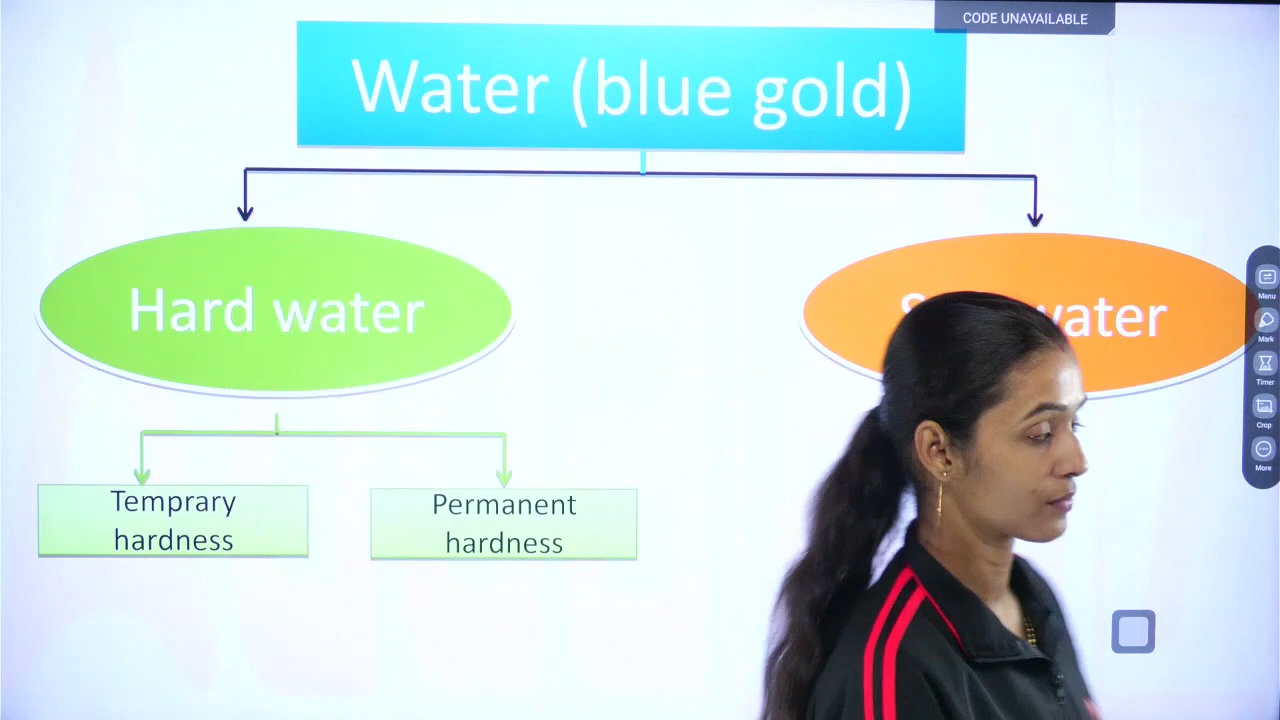 CODE UNAVAILABLE
Water (blue gold)
Hard water
water
Temprary
hardness
Permanent
hardness
Menu
Mark
Timer
Crop
More